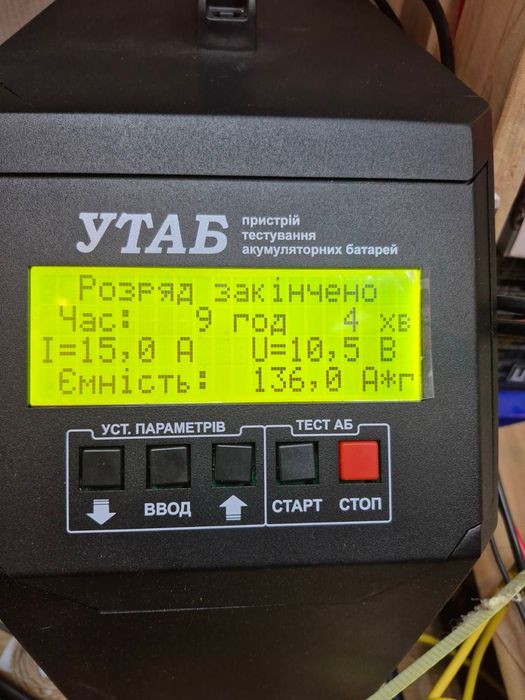 УТАБ
пристрій
тестування
акумуляторних батарей
Розряд закінчено
Час: 9 год 4 хв
I=15,0 А U=10,5 В
Ємність: 136,0 А*г
УСТ. ПАРАМЕТРІВ
ТЕСТ АБ
ВВОД
СТАРТ
СТОП